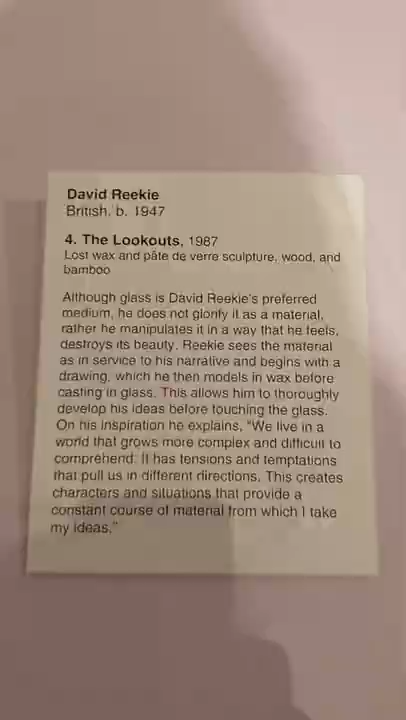 David Reekie
British, b. 1947
4. The Lookouts, 1987
Lost wax and pâte de verre sculpture, wood, and
bamboo
Although glass is David Reekie's preferred
medium, he does not glorify it as a material,
rather he manipulates it in a way that he feels,
destroys its beauty. Reekie sees the material
as in service to his narrative and begins with a
drawing, which he then models in wax before
casting in glass. This allows him to thoroughly
develop his ideas before touching the glass.
On his inspiration he explains, "We live in a
world that grows more complex and difficult to
comprehend. It has tensions and temptations
that pull us in different directions. This creates
characters and situations that provide a
constant course of material from which I take
my ideas."